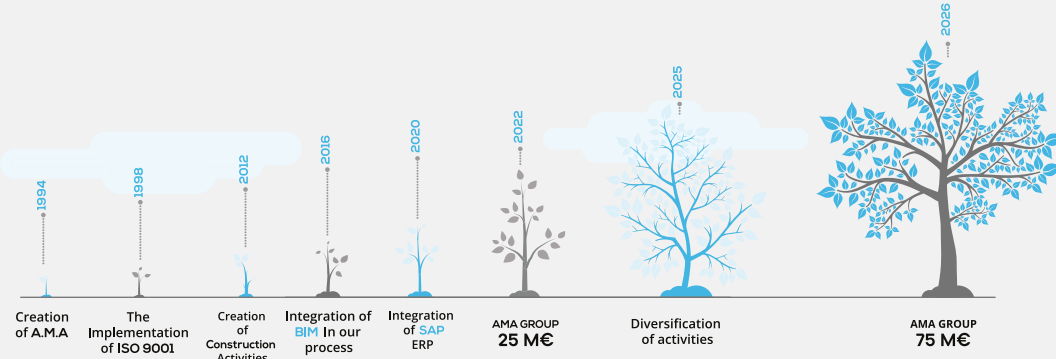 1994
1998
2012
2016
2020
2022
2025
2026
Creation
of A.M.A
The
Implementation
of ISO 9001
Creation
of
Construction
Activities
Integration of
BIM In our
process
Integration
of SAP
ERP
AMA GROUP
25 M€
Diversification
of activities
AMA GROUP
75 M€